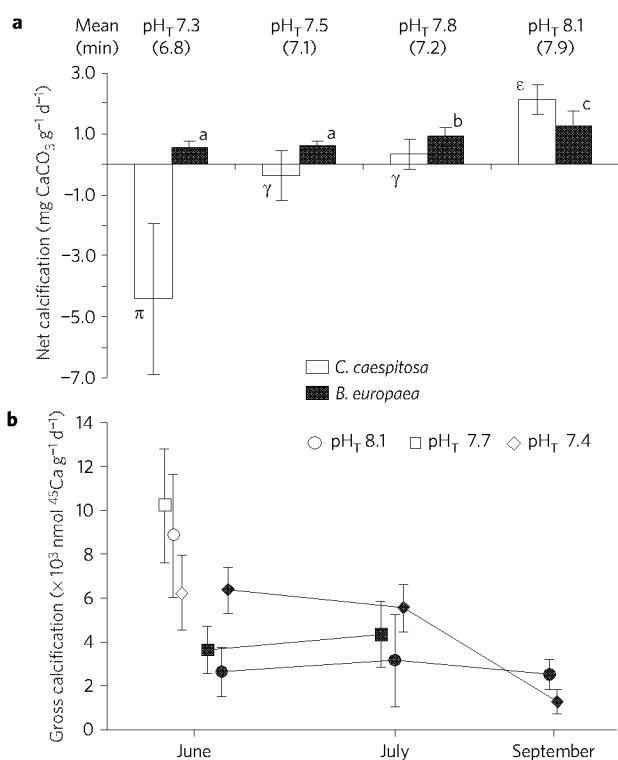 a
Mean pH_T 7.3 pH_T 7.5 pH_T 7.8 pH_T 8.1
(min) (6.8) (7.1) (7.2) (7.9)
Net calcification (mg CaCO₃ g⁻¹ d⁻¹)
3.0
1.0
−1.0
−3.0
−5.0
−7.0
π
a
γ
a
γ
b
ε
c
C. caespitosa
B. europaea
b
Gross calcification (× 10³ nmol ⁴⁵Ca g⁻¹ d⁻¹)
14
12
10
8
6
4
2
0
pH_T 8.1 pH_T 7.7 pH_T 7.4
June July September